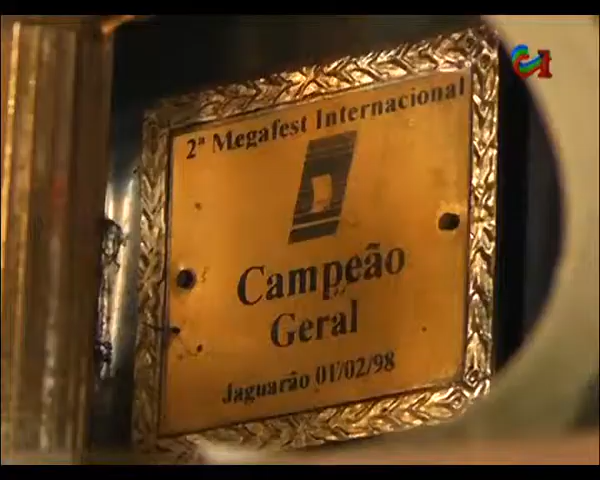 2ª Megafest Internacional
Campeão
Geral
Jaguarão 01/02/98